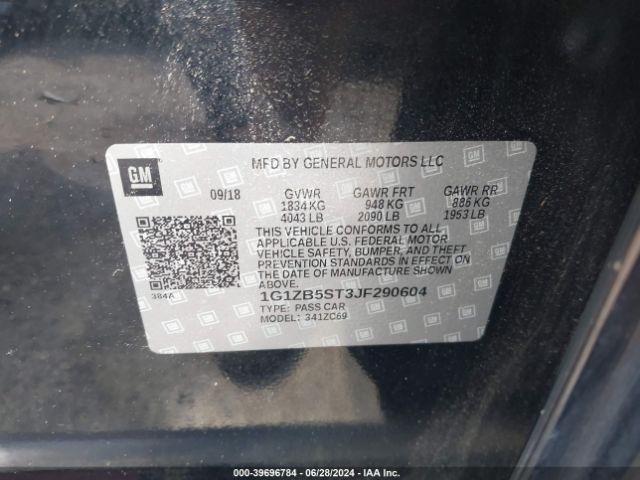 GM
MFD BY GENERAL MOTORS LLC
09/18 GVWR GAWR FRT GAWR RR
1834 KG 948 KG 886 KG
4043 LB 2090 LB 1953 LB
THIS VEHICLE CONFORMS TO ALL
APPLICABLE U.S. FEDERAL MOTOR
VEHICLE SAFETY, BUMPER, AND THEFT
PREVENTION STANDARDS IN EFFECT ON
THE DATE OF MANUFACTURE SHOWN
ABOVE.
384A
1G1ZB5ST3JF290604
TYPE: PASS CAR
MODEL: 341ZC69
000-39696784 - 06/28/2024 - IAA Inc.